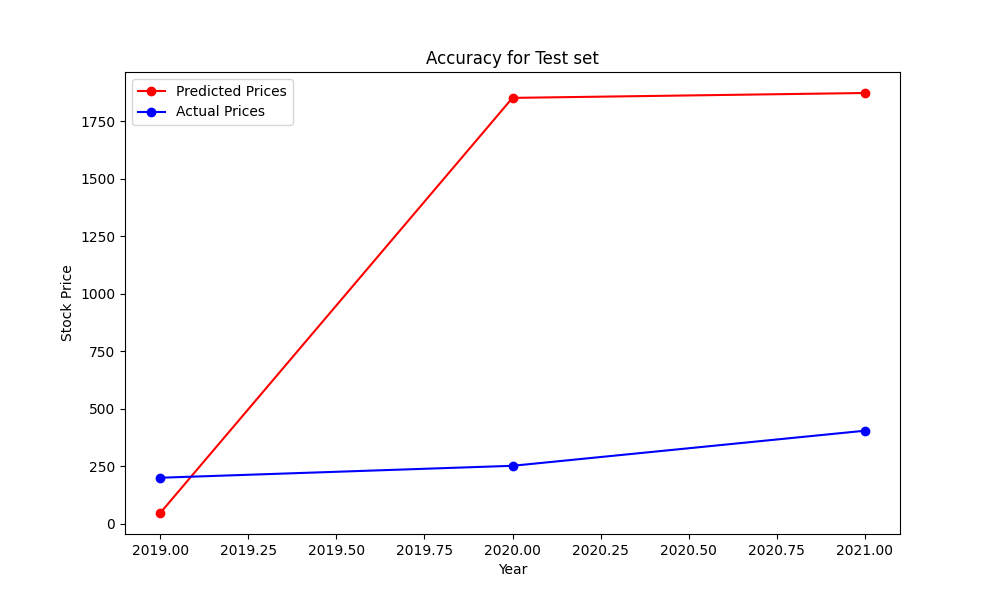 Accuracy for Test set
Predicted Prices
Actual Prices
1750
1500
1250
1000
750
500
250
0
Stock Price
2019.00 2019.25 2019.50 2019.75 2020.00 2020.25 2020.50 2020.75 2021.00
Year